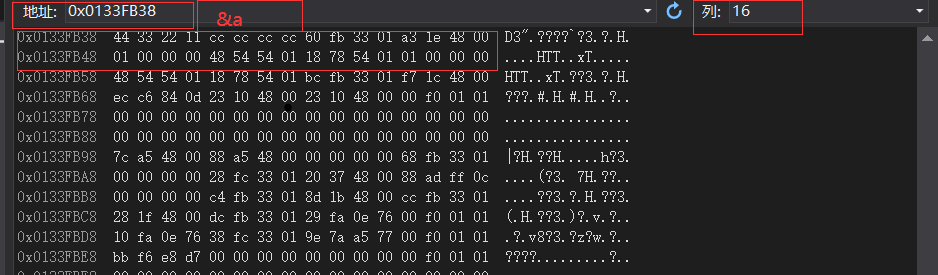 地址: 0x0133FB38 &a 列: 16
0x0133FB38 44 33 22 11 cc cc cc cc 60 fb 33 01 a3 1e 48 00 D3".????`?3.?.H.
0x0133FB48 01 00 00 00 48 54 54 01 18 78 54 01 01 00 00 00 ....HTT..xT.....
0x0133FB58 48 54 54 01 18 78 54 01 bc fb 33 01 f7 1c 48 00 HTT..xT.??3.?.H.
0x0133FB68 ec c6 84 0d 23 10 48 00 23 10 48 00 00 f0 01 01 ???.#.H.#.H..?..
0x0133FB78 00 00 00 00 00 00 00 00 00 00 00 00 00 00 00 00 ................
0x0133FB88 00 00 00 00 00 00 00 00 00 00 00 00 00 00 00 00 ................
0x0133FB98 7c a5 48 00 88 a5 48 00 00 00 00 00 68 fb 33 01 |?H.??H.....h?3.
0x0133FBA8 00 00 00 00 28 fc 33 01 20 37 48 00 88 ad ff 0c ....(?3. 7H.??..
0x0133FBB8 00 00 00 00 c4 fb 33 01 8d 1b 48 00 cc fb 33 01 ....??3.?.H.??3.
0x0133FBC8 28 1f 48 00 dc fb 33 01 29 fa 0e 76 00 f0 01 01 (.H.??3.)?.v.?..
0x0133FBD8 10 fa 0e 76 38 fc 33 01 9e 7a a5 77 00 f0 01 01 .?.v8?3.?z?w.?..
0x0133FBE8 bb f6 e8 d7 00 00 00 00 00 00 00 00 00 f0 01 01 ????.........?..